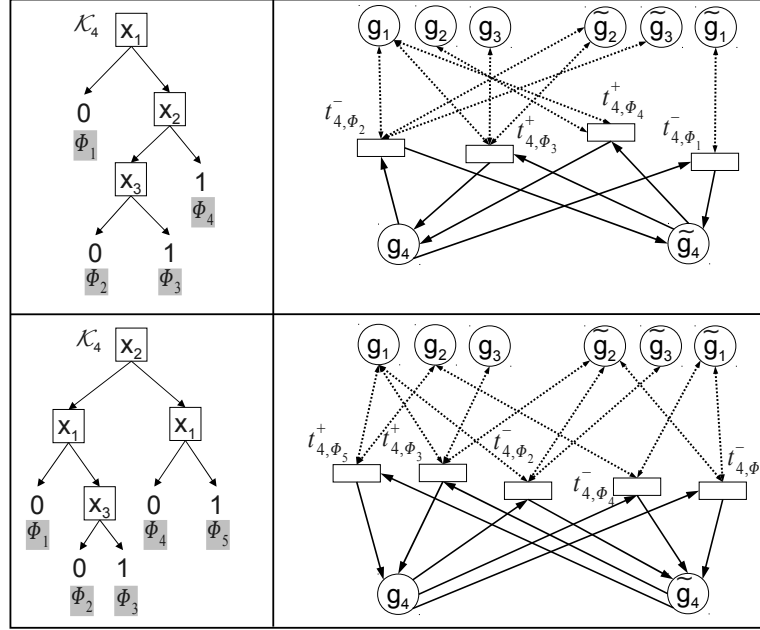 𝒦₄ x₁
0 x₂
Φ₁
x₃ 1
Φ₄
0 1
Φ₂ Φ₃
g₁ g₂ g₃ g̃₂ g̃₃ g̃₁
t⁻₄,Φ₂ t⁺₄,Φ₃ t⁺₄,Φ₄ t⁻₄,Φ₁
g₄ g̃₄
𝒦₄ x₂
x₁ x₁
0 x₃ 0 1
Φ₁ Φ₄ Φ₅
0 1
Φ₂ Φ₃
g₁ g₂ g₃ g̃₂ g̃₃ g̃₁
t⁺₄,Φ₅ t⁺₄,Φ₃ t⁻₄,Φ₂ t⁻₄,Φ₄ t⁻₄,Φ
g₄ g̃₄